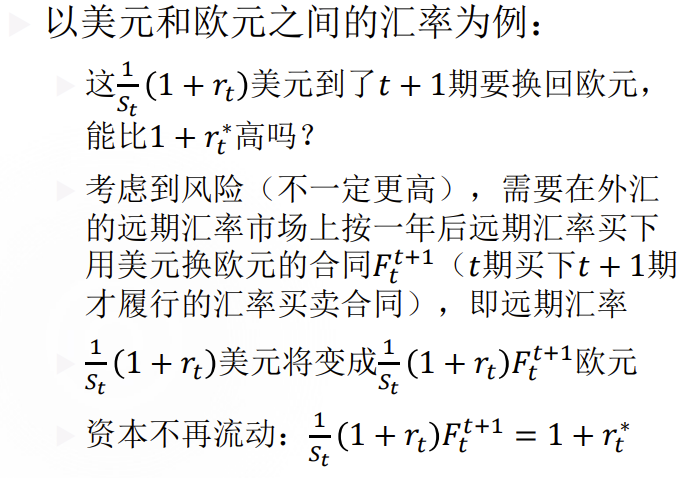 以美元和欧元之间的汇率为例：
这$\frac{1}{S_t}(1+r_t)$美元到了$t+1$期要换回欧元，
能比$1+r_t^*$高吗？
考虑到风险（不一定更高），需要在外汇
的远期汇率市场上按一年后远期汇率买下
用美元换欧元的合同$F_t^{t+1}$（$t$期买下$t+1$期
才履行的汇率买卖合同），即远期汇率
$\frac{1}{S_t}(1+r_t)$美元将变成$\frac{1}{S_t}(1+r_t)F_t^{t+1}$欧元
资本不再流动：$\frac{1}{S_t}(1+r_t)F_t^{t+1}=1+r_t^*$